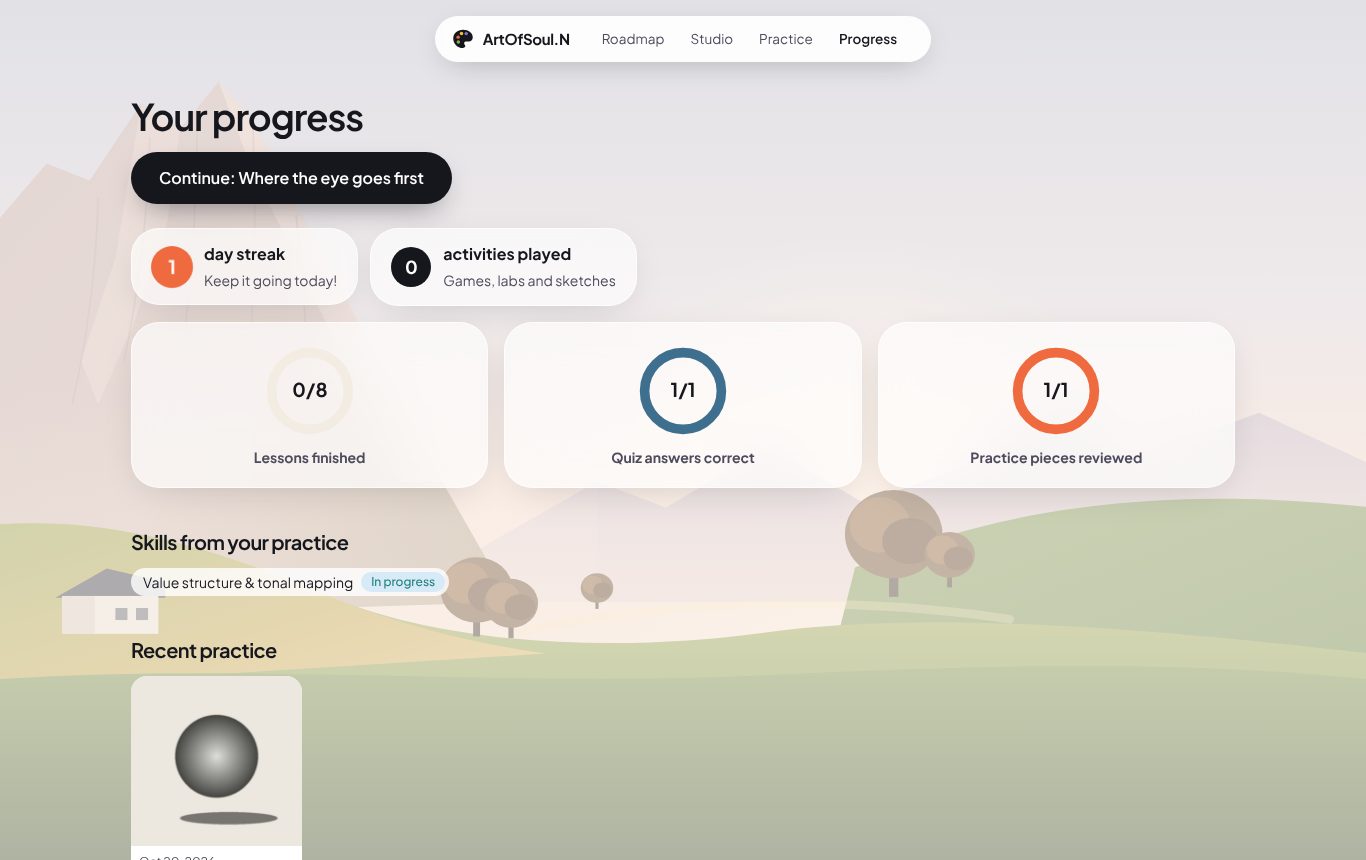 ArtOfSoul.N Roadmap Studio Practice Progress
Your progress
Continue: Where the eye goes first
1 day streak
Keep it going today!
0 activities played
Games, labs and sketches
0/8
Lessons finished
1/1
Quiz answers correct
1/1
Practice pieces reviewed
Skills from your practice
Value structure & tonal mapping In progress
Recent practice